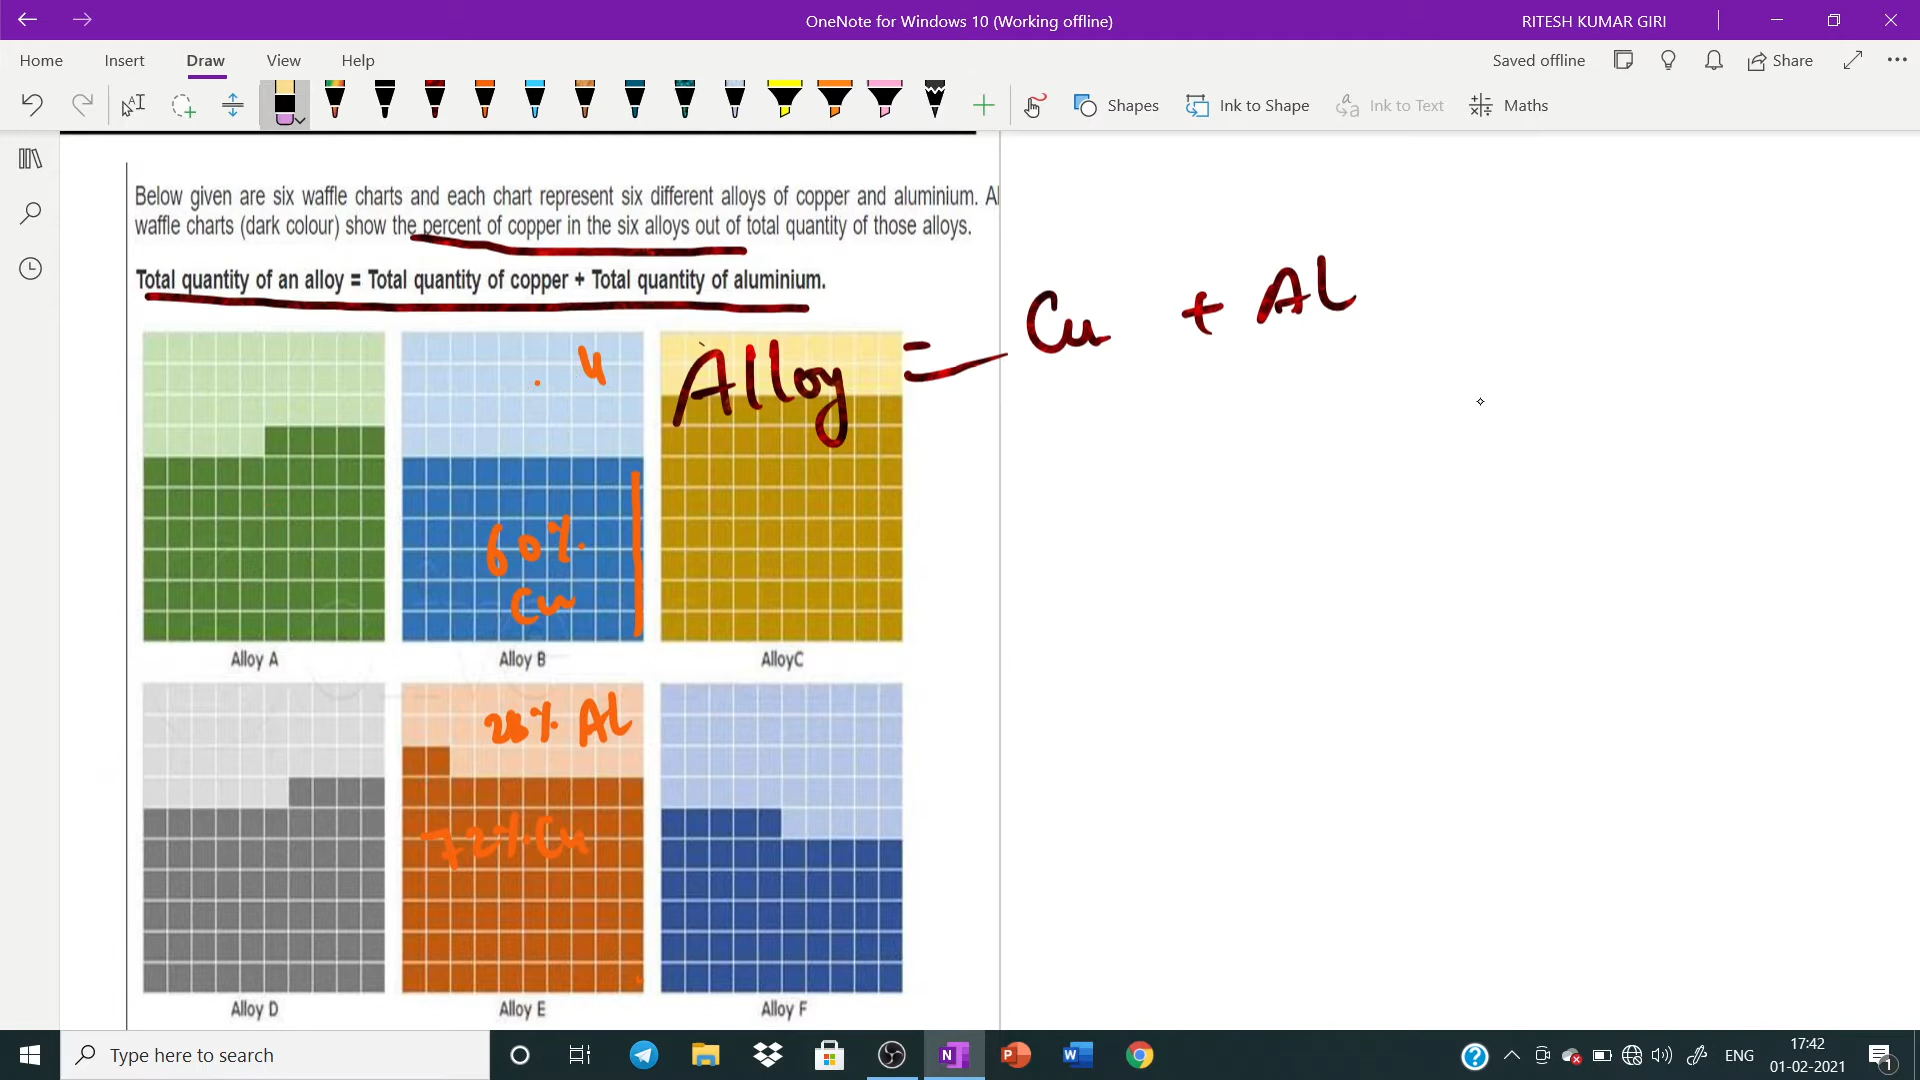 OneNote for Windows 10 (Working offline)
RITESH KUMAR GIRI
Home Insert Draw View Help
Saved offline
Share
Shapes
Ink to Shape
Ink to Text
Maths
Below given are six waffle charts and each chart represent six different alloys of copper and aluminium.
waffle charts (dark colour) show the percent of copper in the six alloys out of total quantity of those alloys.
Total quantity of an alloy = Total quantity of copper + Total quantity of aluminium.
Alloy = Cu + Al
60%
Cu
Alloy A
Alloy B
AlloyC
28% Al
72% Cu
Alloy D
Alloy E
Alloy F
Type here to search
ENG
17:42
01-02-2021
1